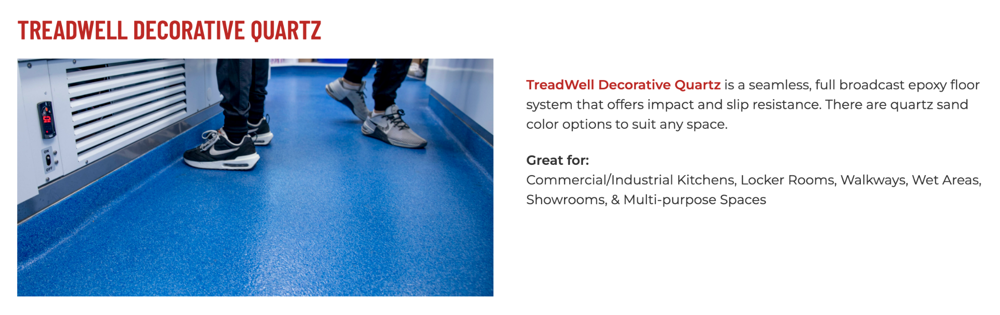 TREADWELL DECORATIVE QUARTZ
ON
OFF
TreadWell Decorative Quartz is a seamless, full broadcast epoxy floor
system that offers impact and slip resistance. There are quartz sand
color options to suit any space.
Great for:
Commercial/Industrial Kitchens, Locker Rooms, Walkways, Wet Areas,
Showrooms, & Multi-purpose Spaces